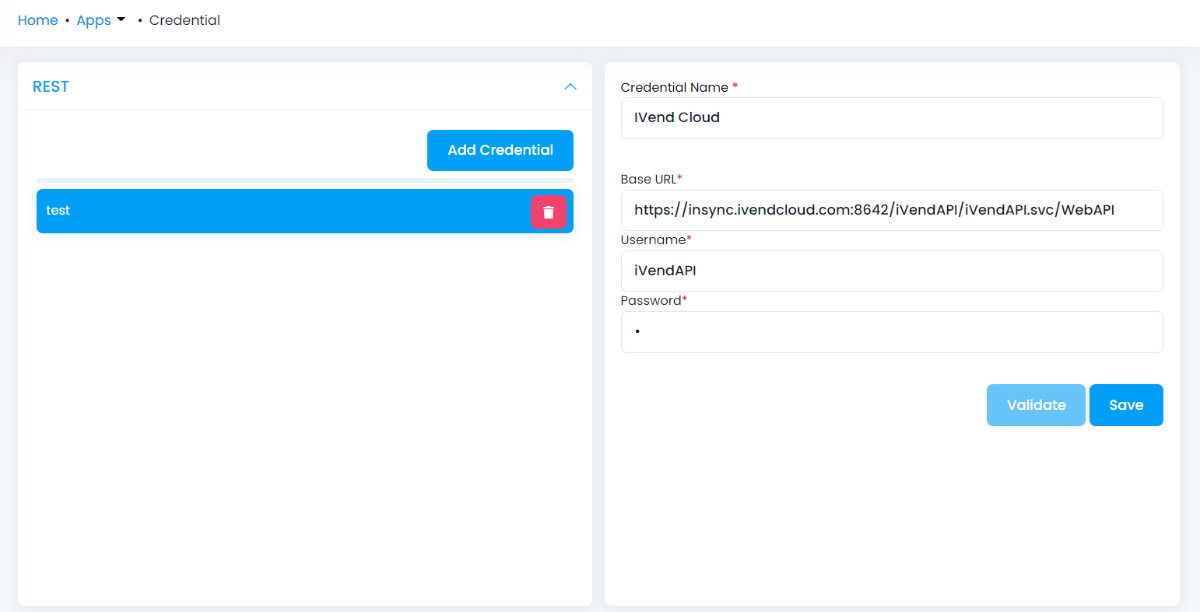 Home • Apps • Credential
REST
Add Credential
test
Credential Name *
IVend Cloud
Base URL*
https://insync.ivendcloud.com:8642/iVendAPI/iVendAPI.svc/WebAPI
Username*
iVendAPI
Password*
•
Validate Save